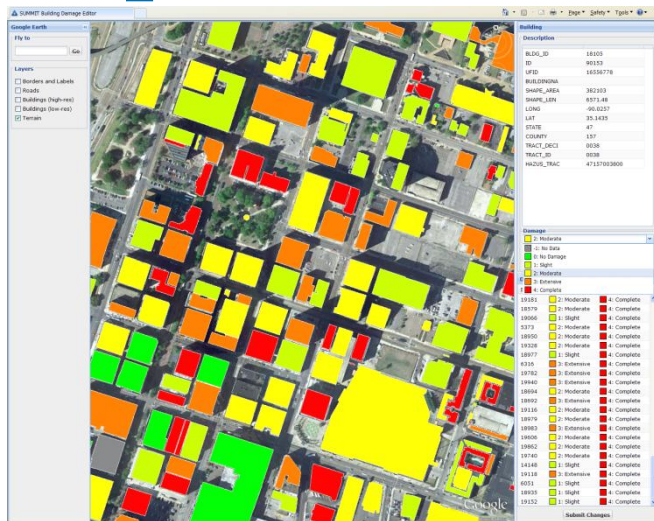 SUMMIT Building Damage Editor
Page Safety Tools
Google Earth
Fly to
Go
Layers
Borders and Labels
Roads
Buildings (high-res)
Buildings (low-res)
Terrain
Google
Building
Description
BLDG_ID 18105
ID 90153
UFID 16556778
BUILDINGNA
SHAPE_AREA 382103
SHAPE_LEN 6571.48
LONG -90.0257
LAT 35.1435
STATE 47
COUNTY 157
TRACT_DECI 0036
TRACT_ID 0036
HAZUS_TRAC 47157003600
Damage
2: Moderate
-1: No Data
0: No Damage
1: Slight
2: Moderate
3: Extensive
4: Complete
19181 2: Moderate 4: Complete
18579 2: Moderate 4: Complete
19066 1: Slight 4: Complete
5373 2: Moderate 4: Complete
18950 2: Moderate 4: Complete
19328 2: Moderate 4: Complete
18977 1: Slight 4: Complete
6316 3: Extensive 4: Complete
19782 3: Extensive 4: Complete
19940 3: Extensive 4: Complete
18694 2: Moderate 4: Complete
18692 3: Extensive 4: Complete
19116 2: Moderate 4: Complete
18979 2: Moderate 4: Complete
18983 3: Extensive 4: Complete
19606 2: Moderate 4: Complete
19862 2: Moderate 4: Complete
19740 2: Moderate 4: Complete
14148 1: Slight 4: Complete
19118 3: Extensive 4: Complete
6051 1: Slight 4: Complete
18935 1: Slight 4: Complete
19152 1: Slight 4: Complete
Submit Changes